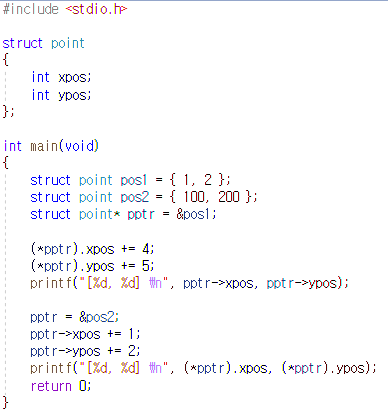 #include <stdio.h>
struct point
{
int xpos;
int ypos;
};
int main(void)
{
struct point pos1 = { 1, 2 };
struct point pos2 = { 100, 200 };
struct point* pptr = &pos1;
(*pptr).xpos += 4;
(*pptr).ypos += 5;
printf("[%d, %d] ₩n", pptr->xpos, pptr->ypos);
pptr = &pos2;
pptr->xpos += 1;
pptr->ypos += 2;
printf("[%d, %d] ₩n", (*pptr).xpos, (*pptr).ypos);
return 0;
}